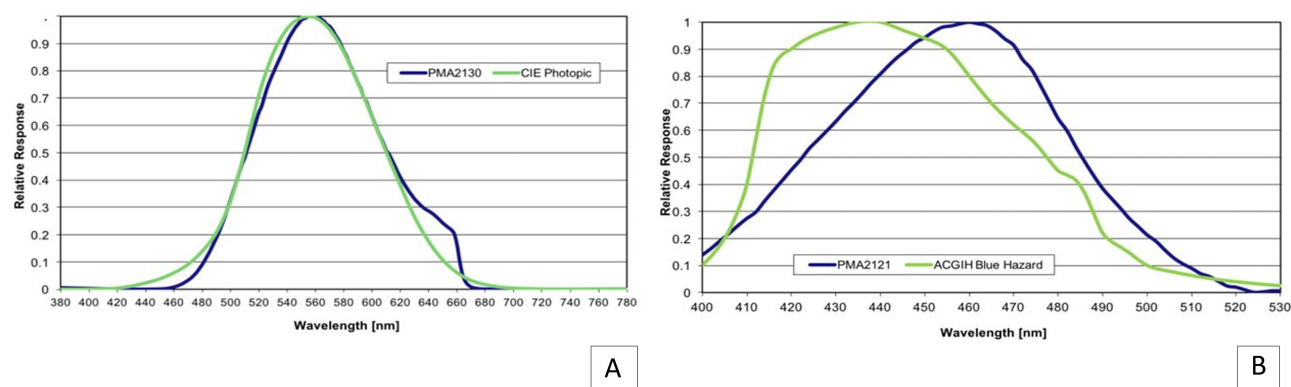 Relative Response
.
0.9
0.8
0.7
0.6
0.5
0.4
0.3
0.2
0.1
0
PMA2130 CIE Photopic
380 400 420 440 460 480 500 520 540 560 580 600 620 640 660 680 700 720 740 760 780
Wavelength [nm]
A
Relative Response
1
0.9
0.8
0.7
0.6
0.5
0.4
0.3
0.2
0.1
0
PMA2121 ACGIH Blue Hazard
400 410 420 430 440 450 460 470 480 490 500 510 520 530
Wavelength [nm]
B